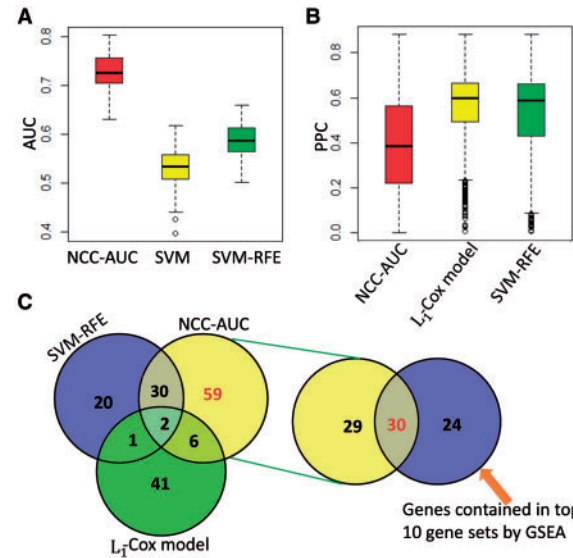 A
AUC
0.8
0.7
0.6
0.5
0.4
NCC-AUC SVM SVM-RFE
B
PPC
0.8
0.6
0.4
0.2
0.0
NCC-AUC
L1-Cox model
SVM-RFE
C
SVM-RFE
NCC-AUC
20
30
59
2
1
6
41
L1-Cox model
29
30
24
Genes contained in top
10 gene sets by GSEA